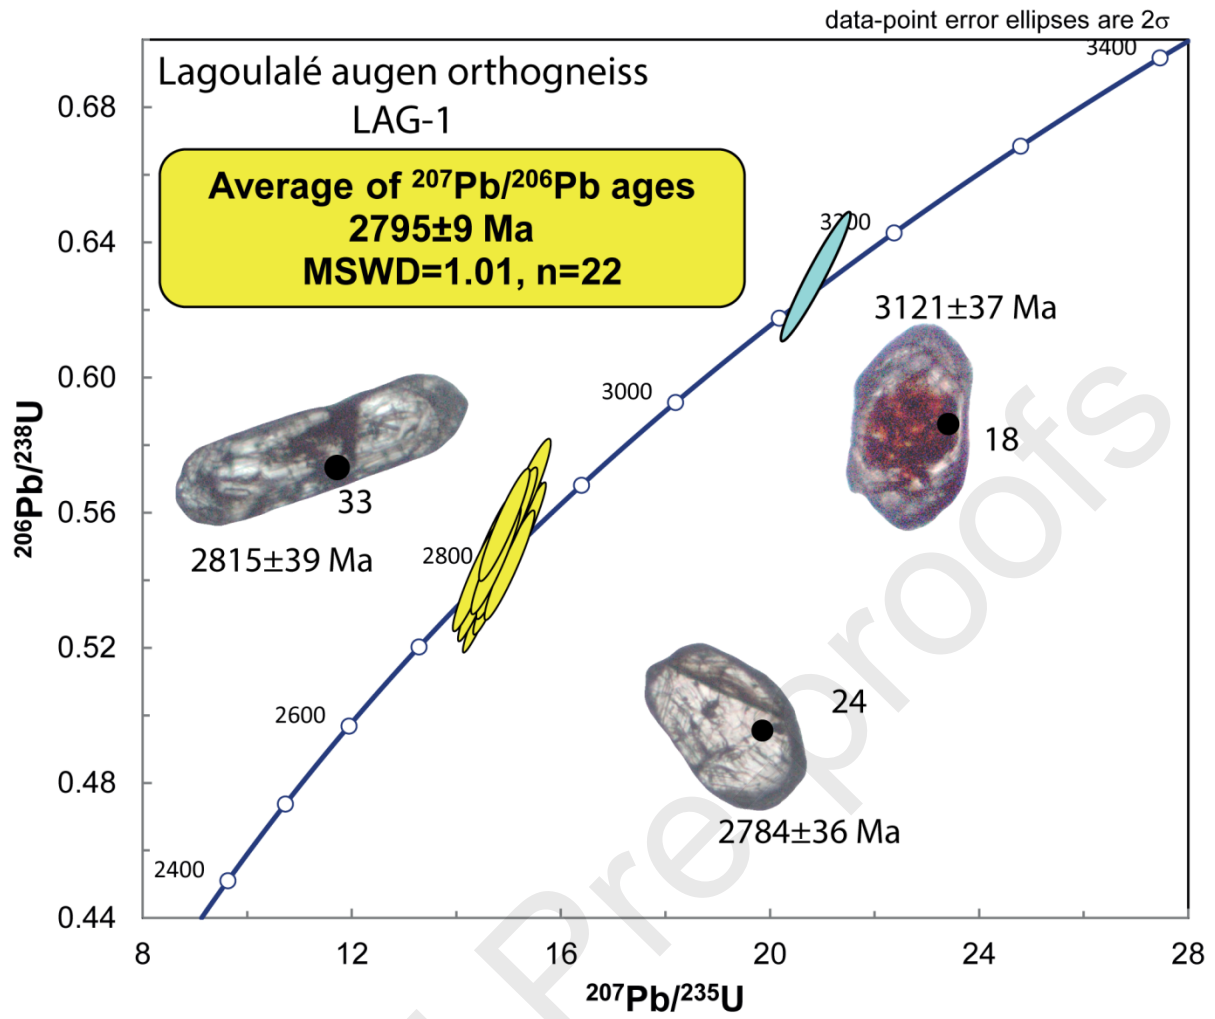 data-point error ellipses are 2σ
Lagoulalé augen orthogneiss
LAG-1
Average of ²⁰⁷Pb/²⁰⁶Pb ages
2795±9 Ma
MSWD=1.01, n=22
3400
3200
3000
2800
2600
2400
3121±37 Ma
18
33
2815±39 Ma
24
2784±36 Ma
0.68
0.64
0.60
0.56
0.52
0.48
0.44
²⁰⁶Pb/²³⁸U
8 12 16 20 24 28
²⁰⁷Pb/²³⁵U
Pre proofs